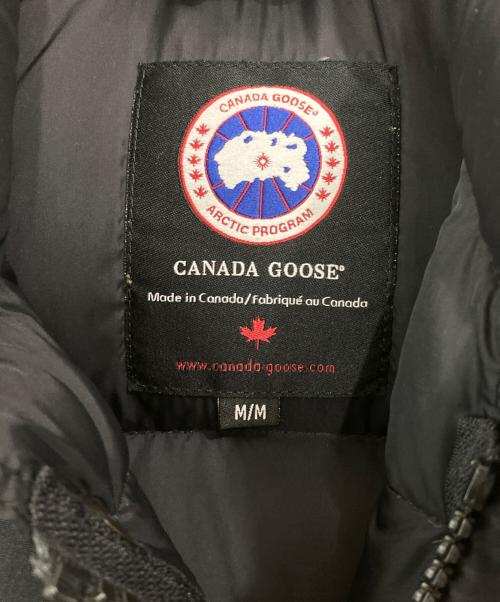 CANADA GOOSE®
ARCTIC PROGRAM
CANADA GOOSE®
Made in Canada/Fabriqué au Canada
www.canada-goose.com
M/M